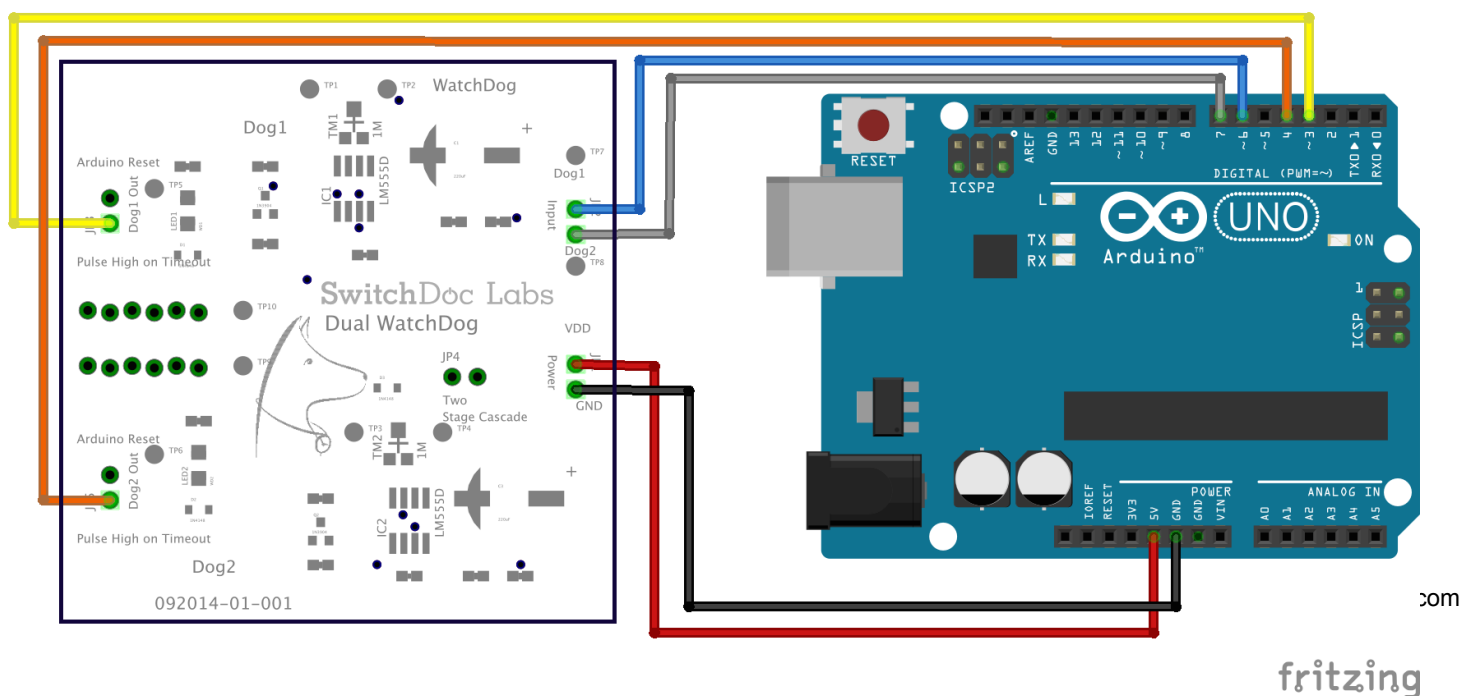 WatchDog
TP1
TP2
Dog1
TM1
1M
TP7
Dog1
Arduino Reset
Dog1 Out
TP5
LED1
IC1
LM555D
Input
Dog2
TP8
Pulse High on Timeout
SwitchDoc Labs
Dual WatchDog
TP10
VDD
JP4
Power
GND
Two
Stage Cascade
TP3
TP4
TM2
1M
Arduino Reset
Dog2 Out
TP6
LED2
IC2
LM555D
Pulse High on Timeout
Dog2
092014-01-001
RESET
ICSP2
AREF
GND
13
12
~11
~10
~9
8
7
~6
~5
4
~3
2
TX0▶1
RX0◀0
DIGITAL (PWM=~)
L
TX
RX
Arduino™
UNO
ON
1
ICSP
IOREF
RESET
3V3
5V
GND
GND
VIN
POWER
ANALOG IN
A0
A1
A2
A3
A4
A5
com
fritzing